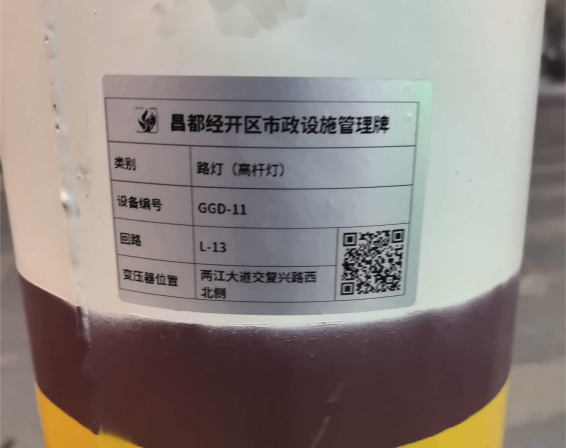 昌都经开区市政设施管理牌
类别 路灯（高杆灯）
设备编号 GGD-11
回路 L-13
变压器位置 两江大道交复兴路西
北侧